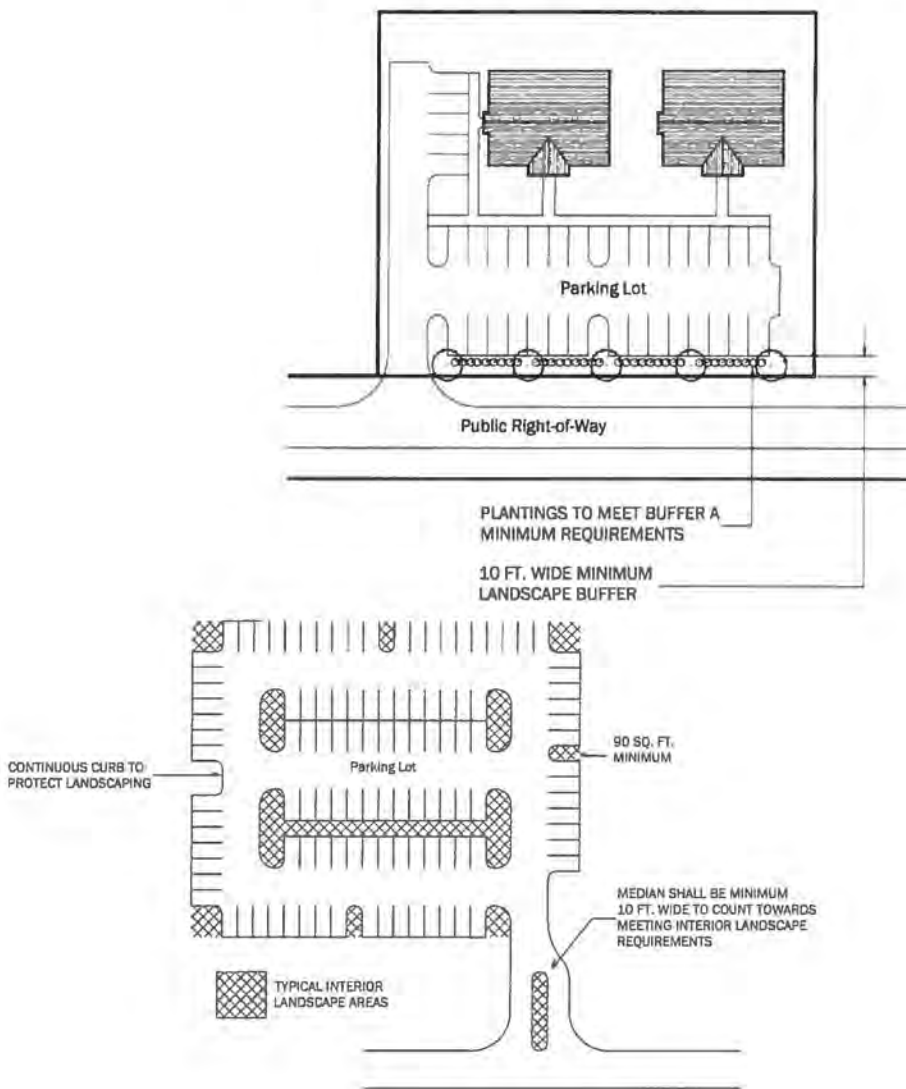 Parking Lot
Public Right-of-Way
PLANTINGS TO MEET BUFFER A
MINIMUM REQUIREMENTS
10 FT. WIDE MINIMUM
LANDSCAPE BUFFER
90 SQ. FT.
MINIMUM
CONTINUOUS CURB TO
PROTECT LANDSCAPING
Parking Lot
MEDIAN SHALL BE MINIMUM
10 FT. WIDE TO COUNT TOWARDS
MEETING INTERIOR LANDSCAPE
REQUIREMENTS
TYPICAL INTERIOR
LANDSCAPE AREAS